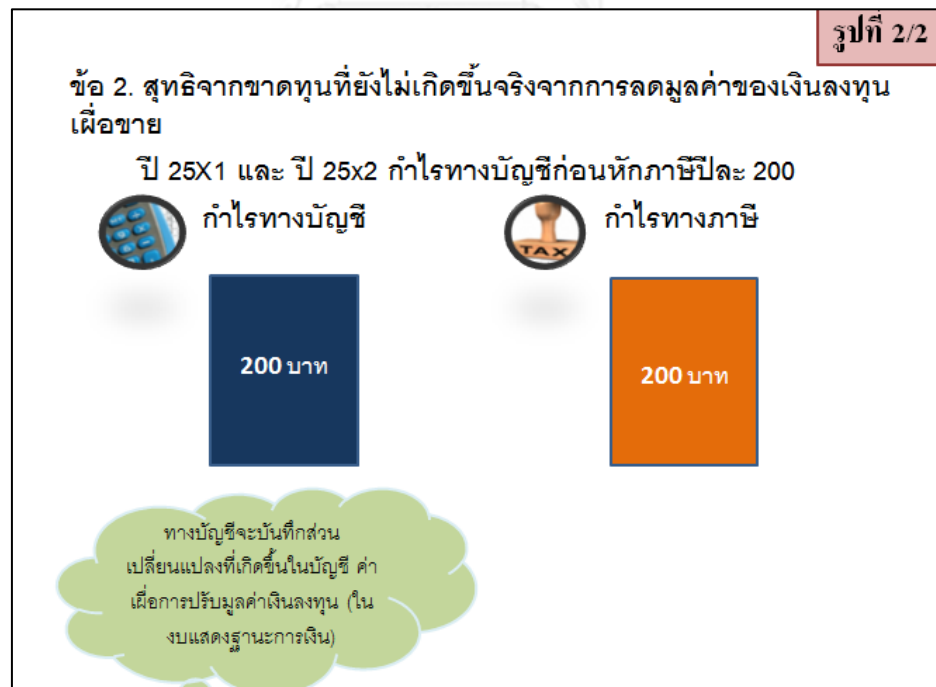 รูปที่ 2/2
ข้อ 2. สุทธิจากขาดทุนที่ยังไม่เกิดขึ้นจริงจากการลดมูลค่าของเงินลงทุน
เผื่อขาย
ปี 25X1 และ ปี 25x2 กำไรทางบัญชีก่อนหักภาษีปีละ 200
กำไรทางบัญชี
กำไรทางภาษี
TAX
200 บาท
200 บาท
ทางบัญชีจะบันทึกส่วน
เปลี่ยนแปลงที่เกิดขึ้นในบัญชี ค่า
เผื่อการปรับมูลค่าเงินลงทุน (ใน
งบแสดงฐานะการเงิน)